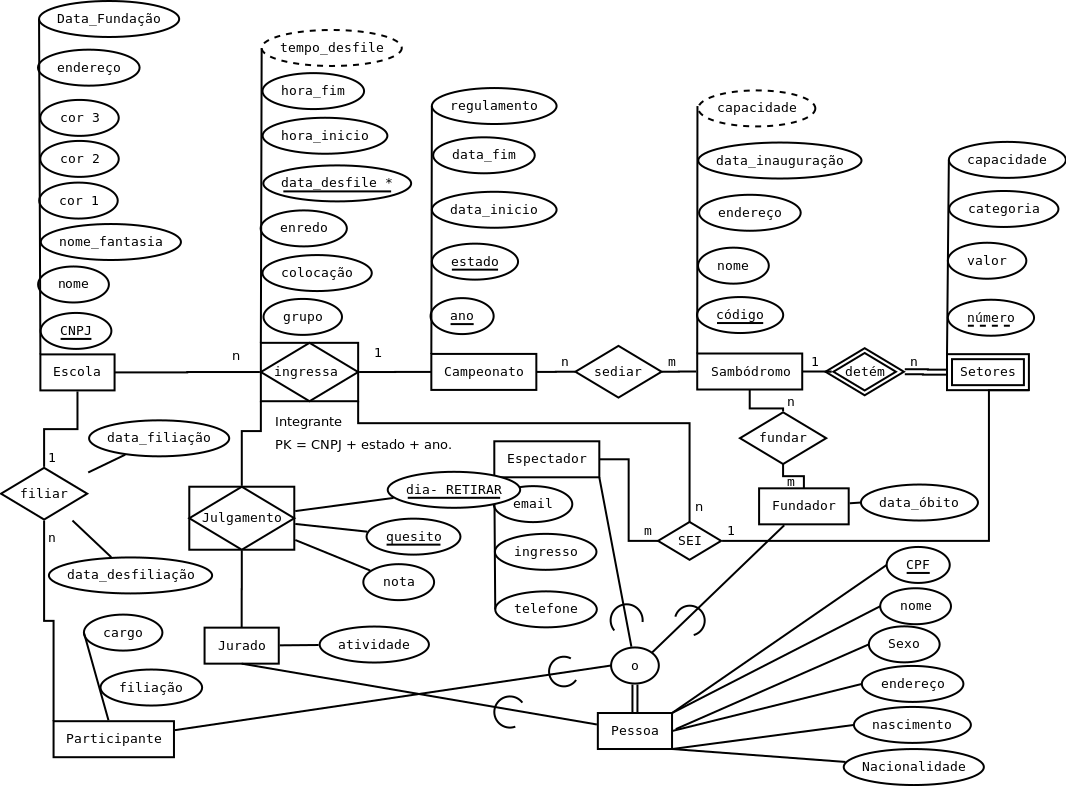 Data_Fundação
endereço
cor 3
cor 2
cor 1
nome_fantasia
nome
CNPJ
Escola
tempo_desfile
hora_fim
hora_inicio
data_desfile *
enredo
colocação
grupo
n
ingressa
1
regulamento
data_fim
data_inicio
estado
ano
Campeonato
n
sediar
m
capacidade
data_inauguração
endereço
nome
código
Sambódromo
1
detém
n
capacidade
categoria
valor
número
Setores
Integrante
PK = CNPJ + estado + ano.
n
fundar
m
Fundador
data_óbito
data_filiação
1
filiar
n
data_desfiliação
Julgamento
dia- RETIRAR
quesito
nota
Espectador
email
ingresso
telefone
n
m
SEI
1
cargo
filiação
Participante
Jurado
atividade
o
Pessoa
CPF
nome
Sexo
endereço
nascimento
Nacionalidade